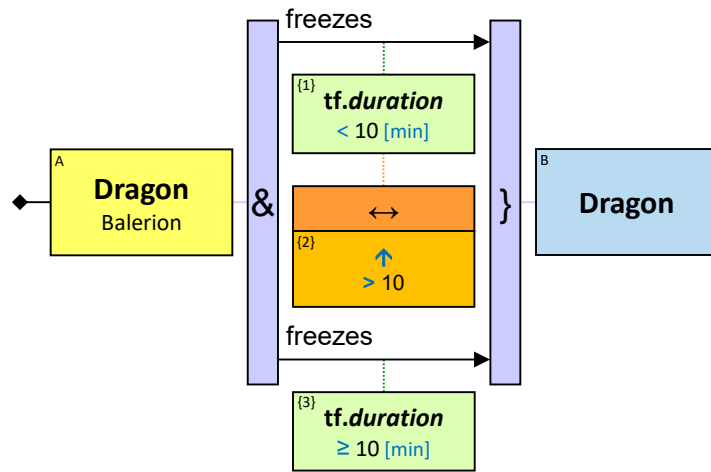 freezes
{1}
tf.duration
< 10 [min]
A
Dragon
Balerion
&
↔
{2}
↑
> 10
}
B
Dragon
freezes
{3}
tf.duration
≥ 10 [min]